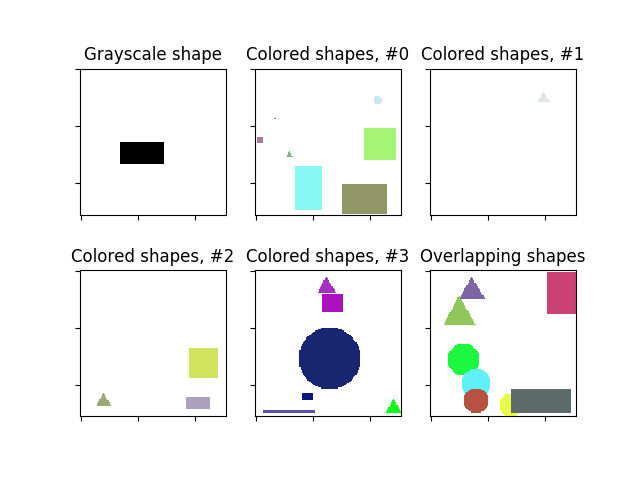 Grayscale shape
Colored shapes, #0
Colored shapes, #1
Colored shapes, #2
Colored shapes, #3
Overlapping shapes